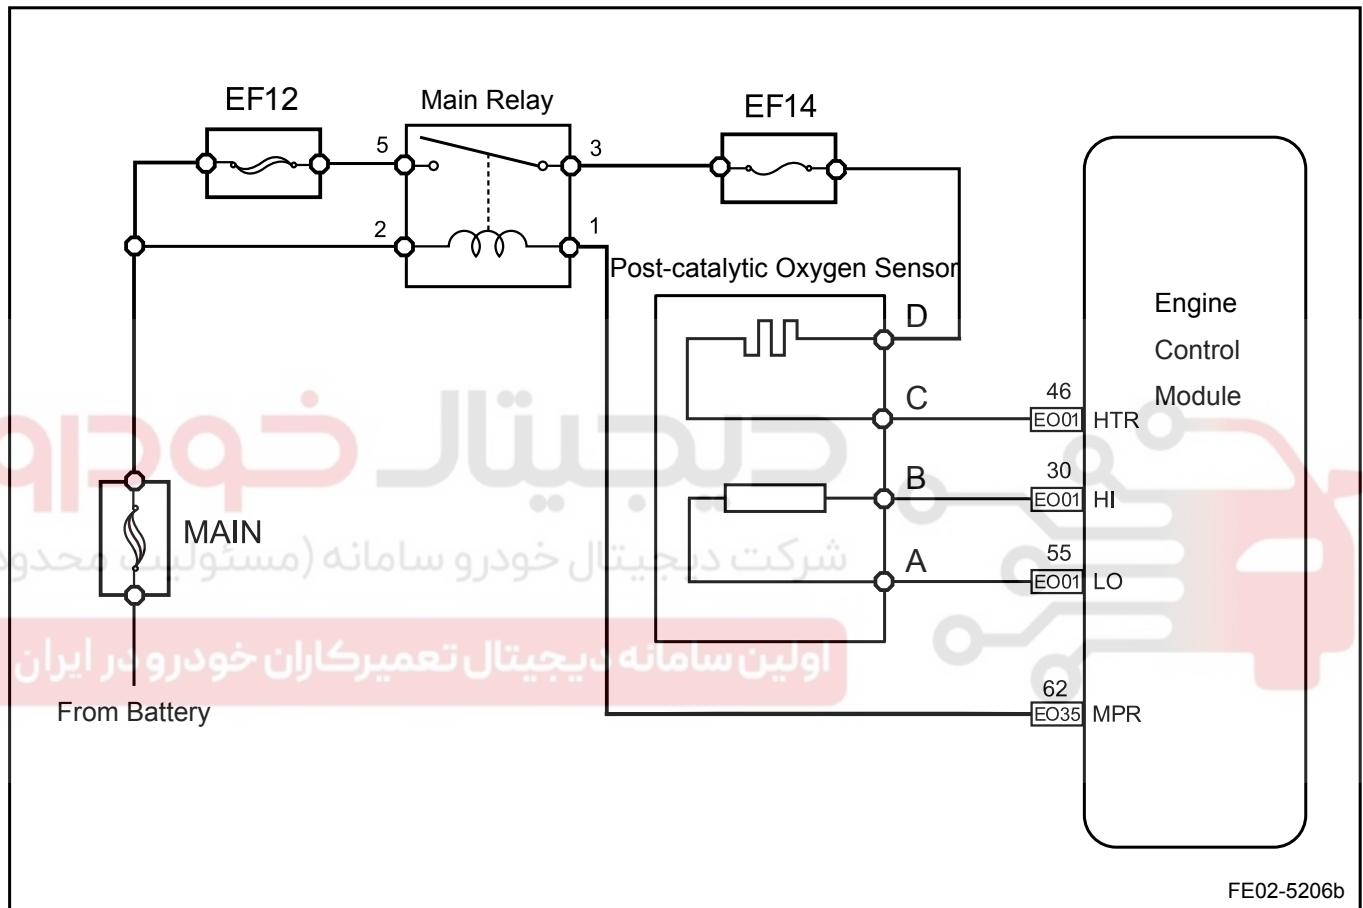 EF12
Main Relay
EF14
5
3
2
1
Post-catalytic Oxygen Sensor
D
Engine
Control
Module
C
46
EO01 HTR
B
30
EO01 HI
A
55
EO01 LO
MAIN
دیجیتال خودرو
شرکت دیجیتال خودرو سامانه (مسئولیت محدود
اولین سامانه دیجیتال تعمیرکاران خودرو در ایران
62
EO35 MPR
From Battery
FE02-5206b